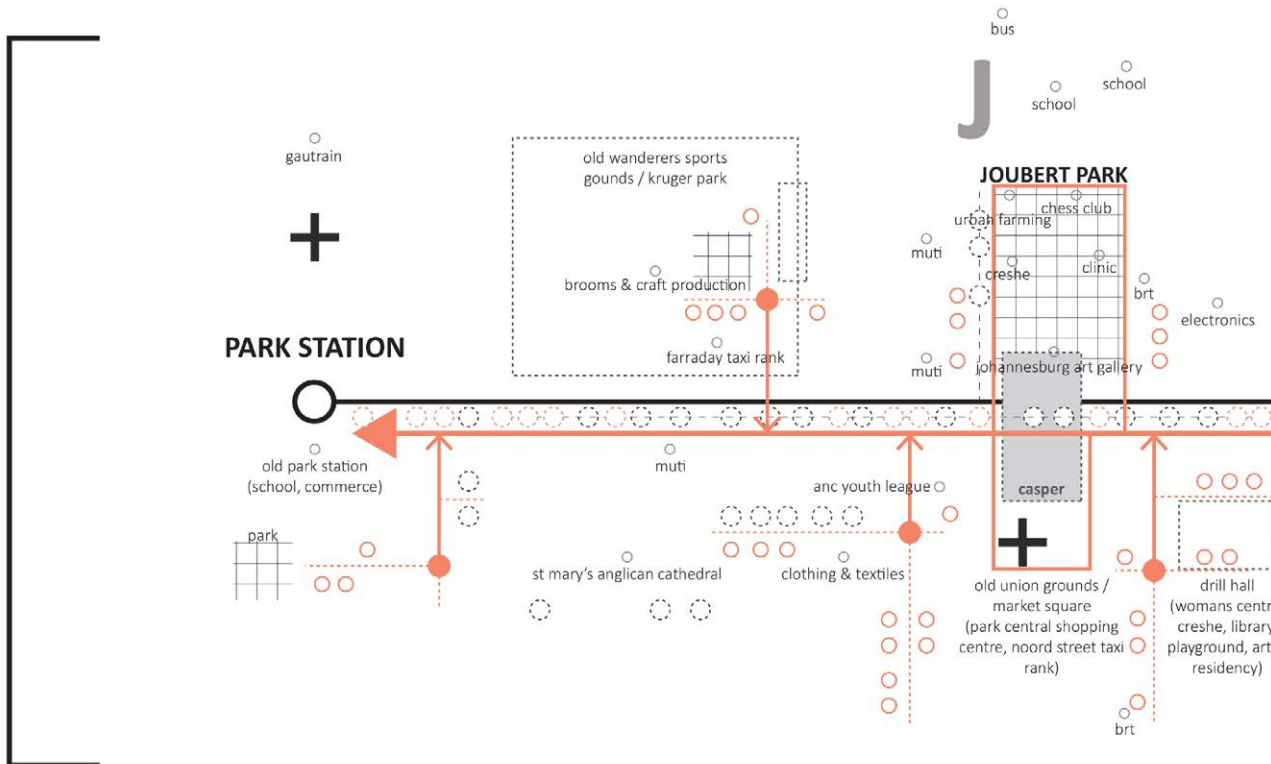 bus
J
school
school
gautrain
old wanderers sports
gounds / kruger park
JOUBERT PARK
chess club
urban farming
muti
creshe
clinic
brooms & craft production
brt
electronics
PARK STATION
farraday taxi rank
muti
johannesburg art gallery
old park station
(school, commerce)
muti
anc youth league
casper
park
st mary's anglican cathedral
clothing & textiles
old union grounds /
market square
(park central shopping
centre, noord street taxi
rank)
drill hall
(womans centr
creshe, library
playground, art
residency)
brt